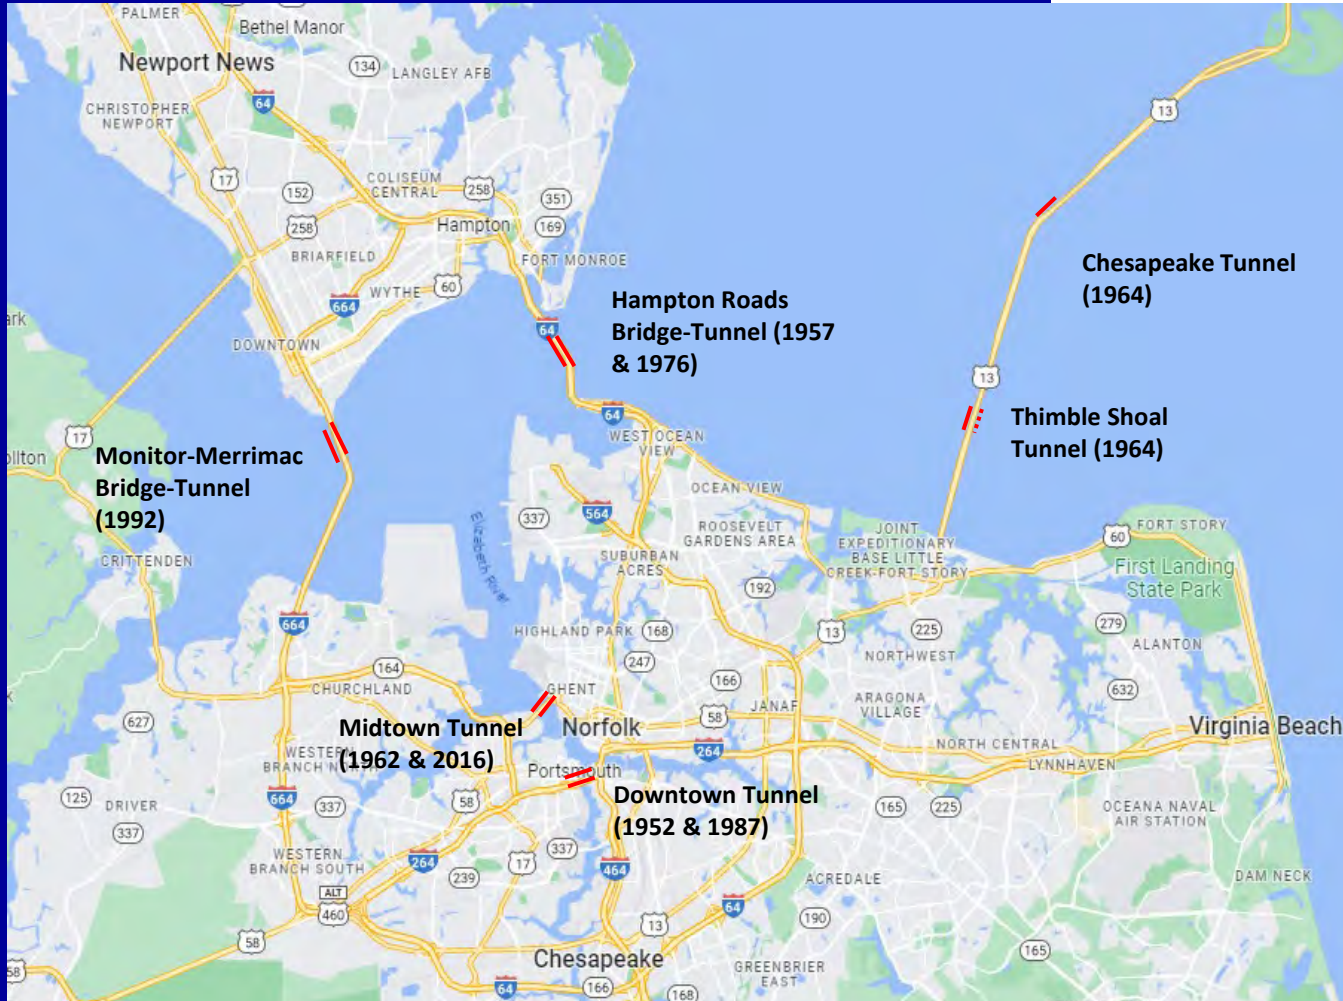 PALMER
Bethel Manor
Newport News
134
LANGLEY AFB
64
CHRISTOPHER
NEWPORT
13
17
152
COLISEUM
CENTRAL
258
351
258
Hampton
169
BRIARFIELD
FORT MONROE
WYTHE
60
664
64
DOWNTOWN
Hampton Roads
Bridge-Tunnel (1957
& 1976)
Chesapeake Tunnel
(1964)
13
64
Thimble Shoal
Tunnel (1964)
17
WEST OCEAN
VIEW
Monitor-Merrimac
Bridge-Tunnel
(1992)
OCEAN VIEW
337
564
Elizabeth River
ROOSEVELT
GARDENS AREA
JOINT
EXPEDITIONARY
BASE LITTLE
CREEK-FORT STORY
60
FORT STORY
First Landing
State Park
CRITTENDEN
SUBURBAN
ACRES
192
664
HIGHLAND PARK
168
13
225
279
ALANTON
NORTHWEST
247
164
CHURCHLAND
GHENT
166
632
627
Midtown Tunnel
(1962 & 2016)
Norfolk
58
JANAF
ARAGONA
VILLAGE
Virginia Beach
WESTERN
BRANCH NORTH
264
NORTH CENTRAL
LYNNHAVEN
Portsmouth
125
DRIVER
337
664
337
58
Downtown Tunnel
(1952 & 1987)
165
225
OCEANA NAVAL
AIR STATION
WESTERN
BRANCH SOUTH
264
239
17
337
464
ACREDALE
DAM NECK
ALT
460
64
190
58
13
165
Chesapeake
GREENBRIER
EAST
58
64
166
168